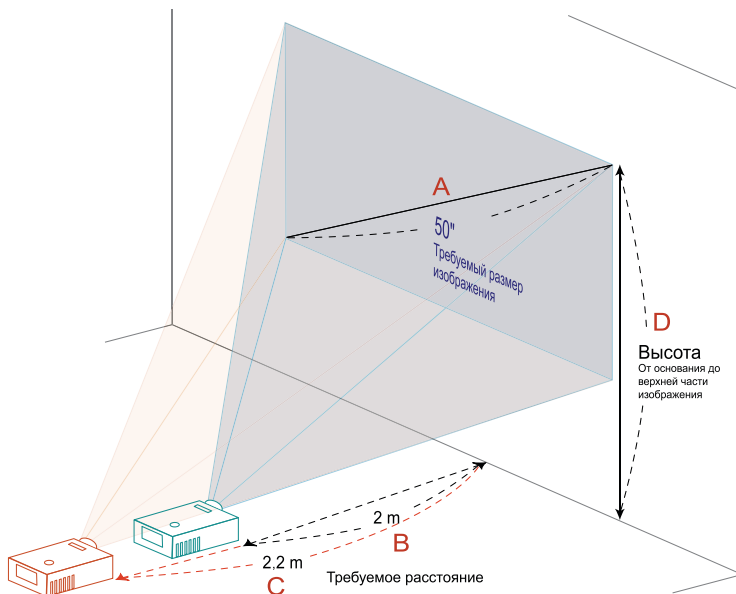 A
50"
Требуемый размер
изображения
D
Высота
От основания до
верхней части
изображения
2 m
B
2,2 m
C
Требуемое расстояние